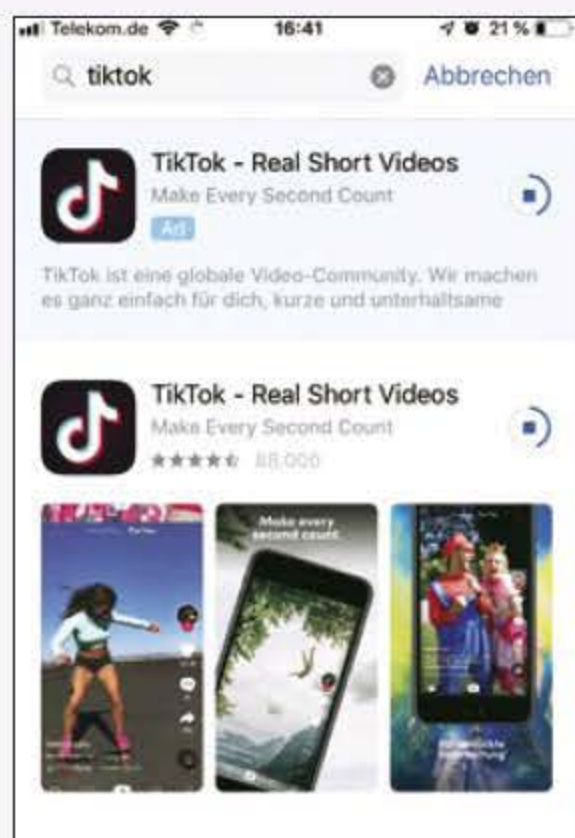 Telekom.de 16:41 21 %
tiktok Abbrechen
TikTok - Real Short Videos
Make Every Second Count
Ad
TikTok ist eine globale Video-Community. Wir machen
es ganz einfach für dich, kurze und unterhaltsame
TikTok - Real Short Videos
Make Every Second Count
88,000
Make every
second count.